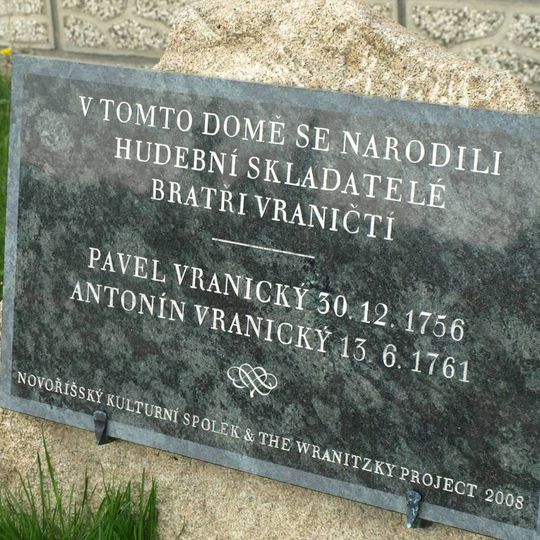 V TOMTO DOMĚ SE NARODILI
HUDEBNÍ SKLADATELÉ
BRATŘI VRANIČTÍ
PAVEL VRANICKÝ 30. 12. 1756
ANTONÍN VRANICKÝ 13. 6. 1761
NOVOŘÍŠSKÝ KULTURNÍ SPOLEK & THE WRANITZKY PROJECT 2008